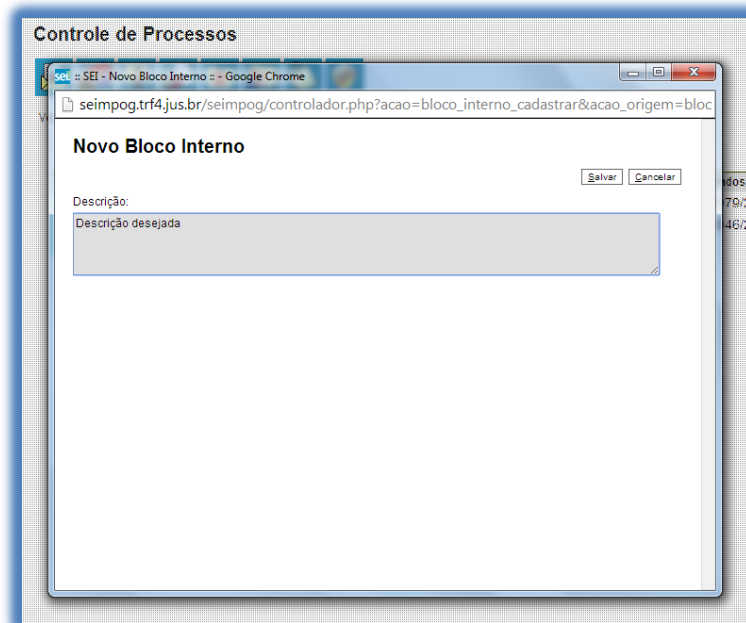 Controle de Processos
sei. :: SEI - Novo Bloco Interno :: - Google Chrome
seimpog.trf4.jus.br/seimpog/controlador.php?acao=bloco_interno_cadastrar&acao_origem=bloc
Novo Bloco Interno
Salvar Cancelar
Descrição:
Descrição desejada